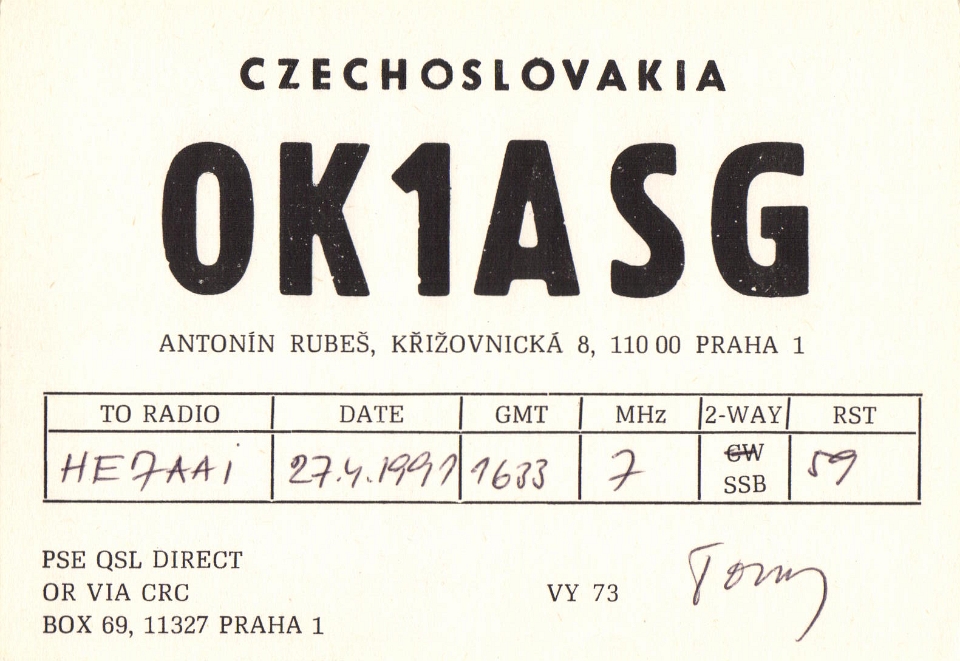 CZECHOSLOVAKIA
OK1ASG
ANTONÍN RUBEŠ, KŘIŽOVNICKÁ 8, 110 00 PRAHA 1
TO RADIO DATE GMT MHz 2-WAY RST
HE7AAi 27.4.1991 1633 7 CW 59
SSB
PSE QSL DIRECT
OR VIA CRC VY 73 Tony
BOX 69, 11327 PRAHA 1